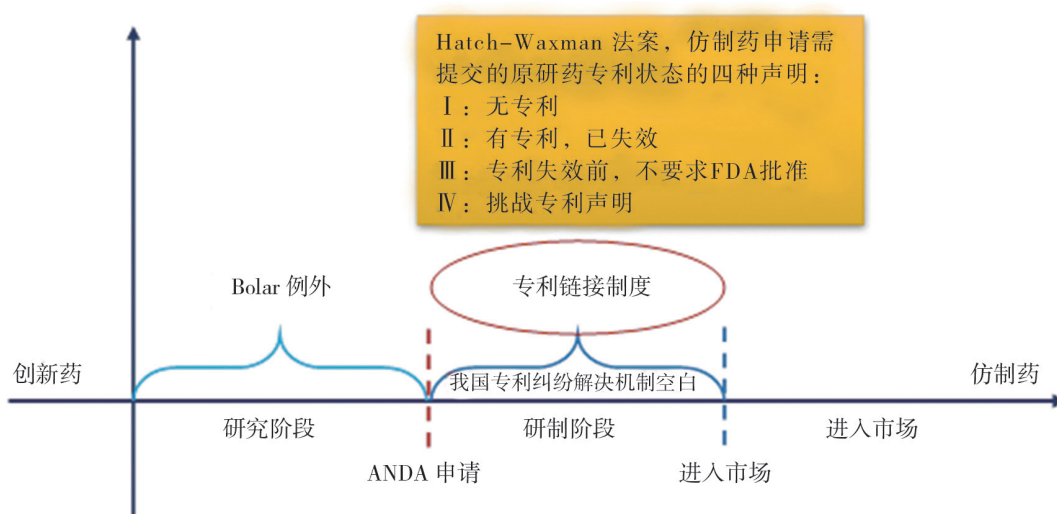 Hatch-Waxman 法案，仿制药申请需
提交的原研药专利状态的四种声明：
Ⅰ：无专利
Ⅱ：有专利，已失效
Ⅲ：专利失效前，不要求FDA批准
Ⅳ：挑战专利声明
Bolar 例外
专利链接制度
创新药
我国专利纠纷解决机制空白
仿制药
研究阶段
研制阶段
进入市场
ANDA 申请
进入市场